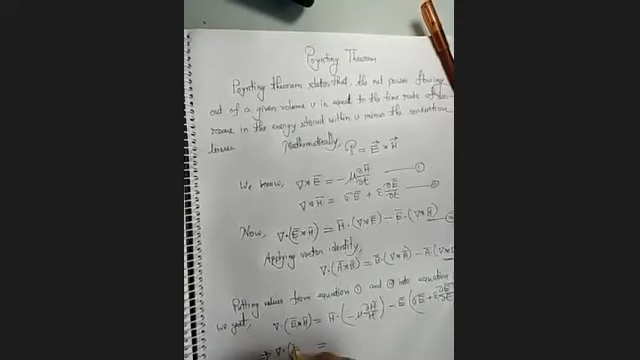 Poynting Theorem
Poynting theorem states that the net power flowing
out of a given volume v is equal to the time rate of de-
crease in the energy stored within v minus the conduction
losses
Mathematically, P = E⃗ × H⃗
We know, ∇×E̅ = -μ ∂H̅/∂t —— ①
∇×H̅ = σE̅ + ε ∂E̅/∂t —— ②
Now, ∇·(E̅×H̅) = H̅·(∇×E̅) - E̅·(∇×H̅)
Applying vector identity,
∇·(A̅×B̅) = B̅·(∇×A̅) - A̅·(∇×
Putting values from equation ① and ② into equation
we get, ∇·(E̅×H̅) = H̅·(-μ ∂H̅/∂t) - E̅(σE̅+ε ∂E̅/∂t
⇒ ∇·( =